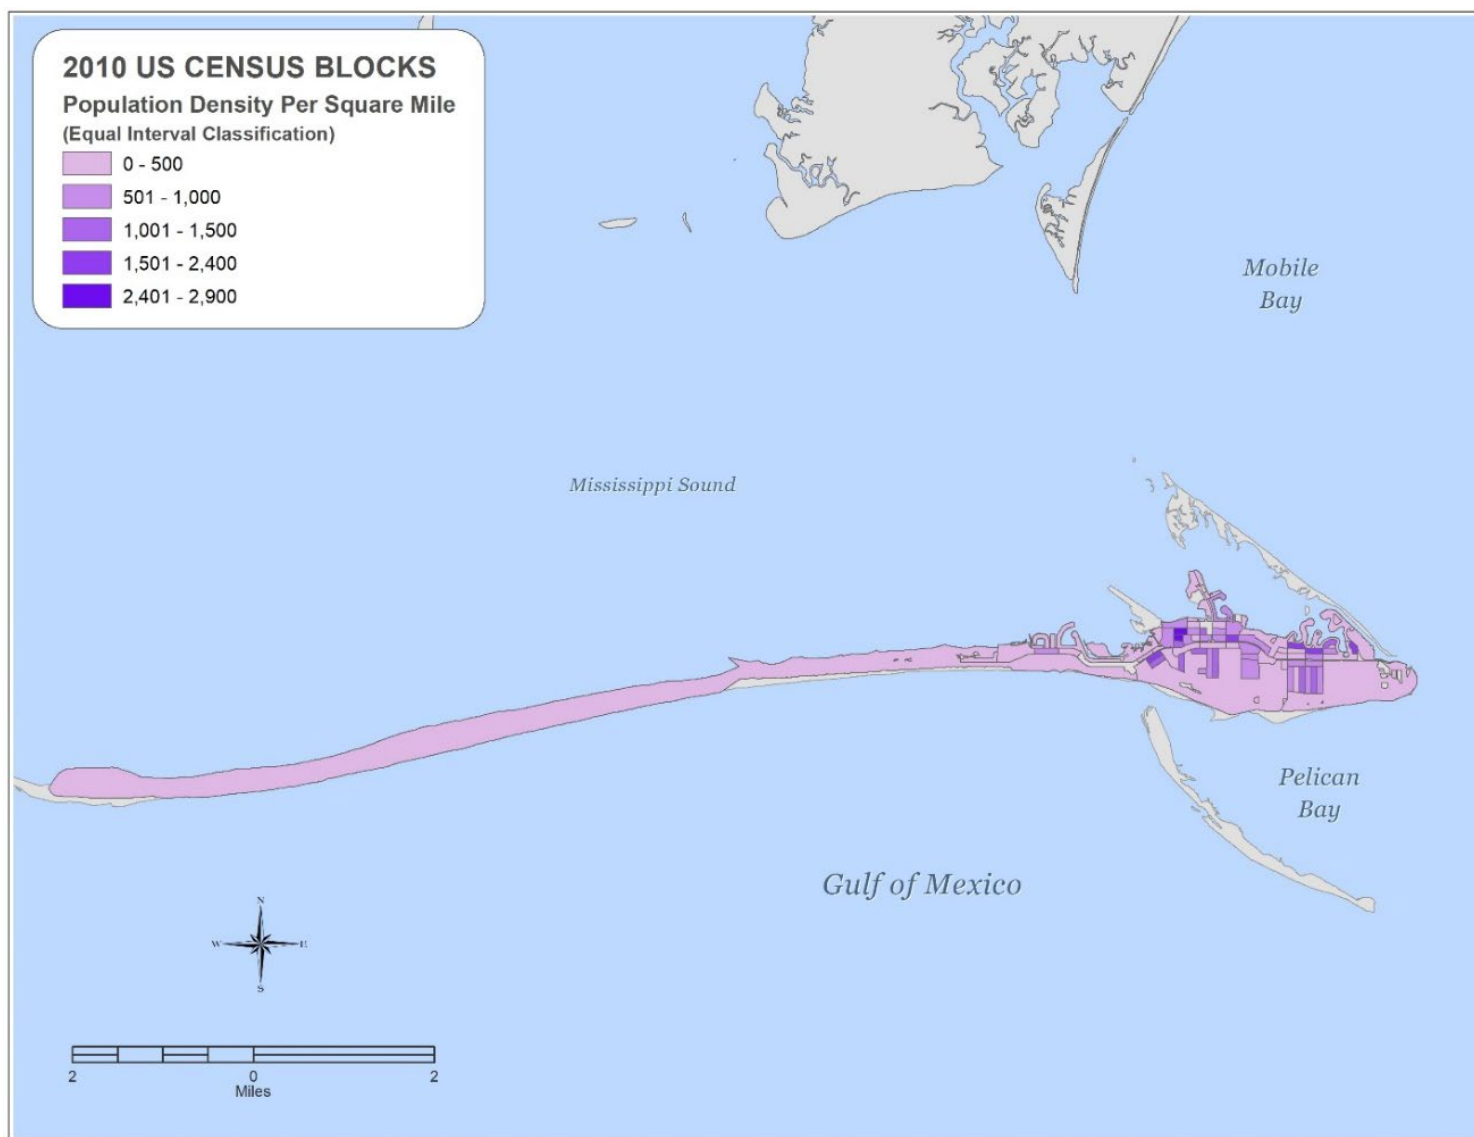 2010 US CENSUS BLOCKS
Population Density Per Square Mile
(Equal Interval Classification)
0 - 500
501 - 1,000
1,001 - 1,500
1,501 - 2,400
2,401 - 2,900
Mobile
Bay
Mississippi Sound
Pelican
Bay
Gulf of Mexico
N
W E
S
2 0 2
Miles